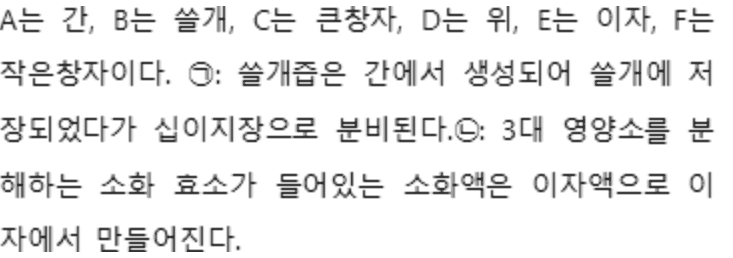 A는 간, B는 쓸개, C는 큰창자, D는 위, E는 이자, F는
작은창자이다. ㉠: 쓸개즙은 간에서 생성되어 쓸개에 저
장되었다가 십이지장으로 분비된다.㉡: 3대 영양소를 분
해하는 소화 효소가 들어있는 소화액은 이자액으로 이
자에서 만들어진다.